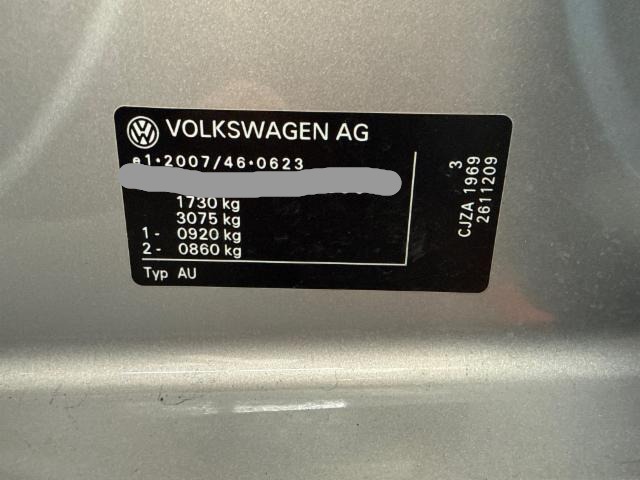 VOLKSWAGEN AG
e1*2007/46*0623
1730 kg
3075 kg
1- 0920 kg
2- 0860 kg
Typ AU
3
CJZA 1969
2611209